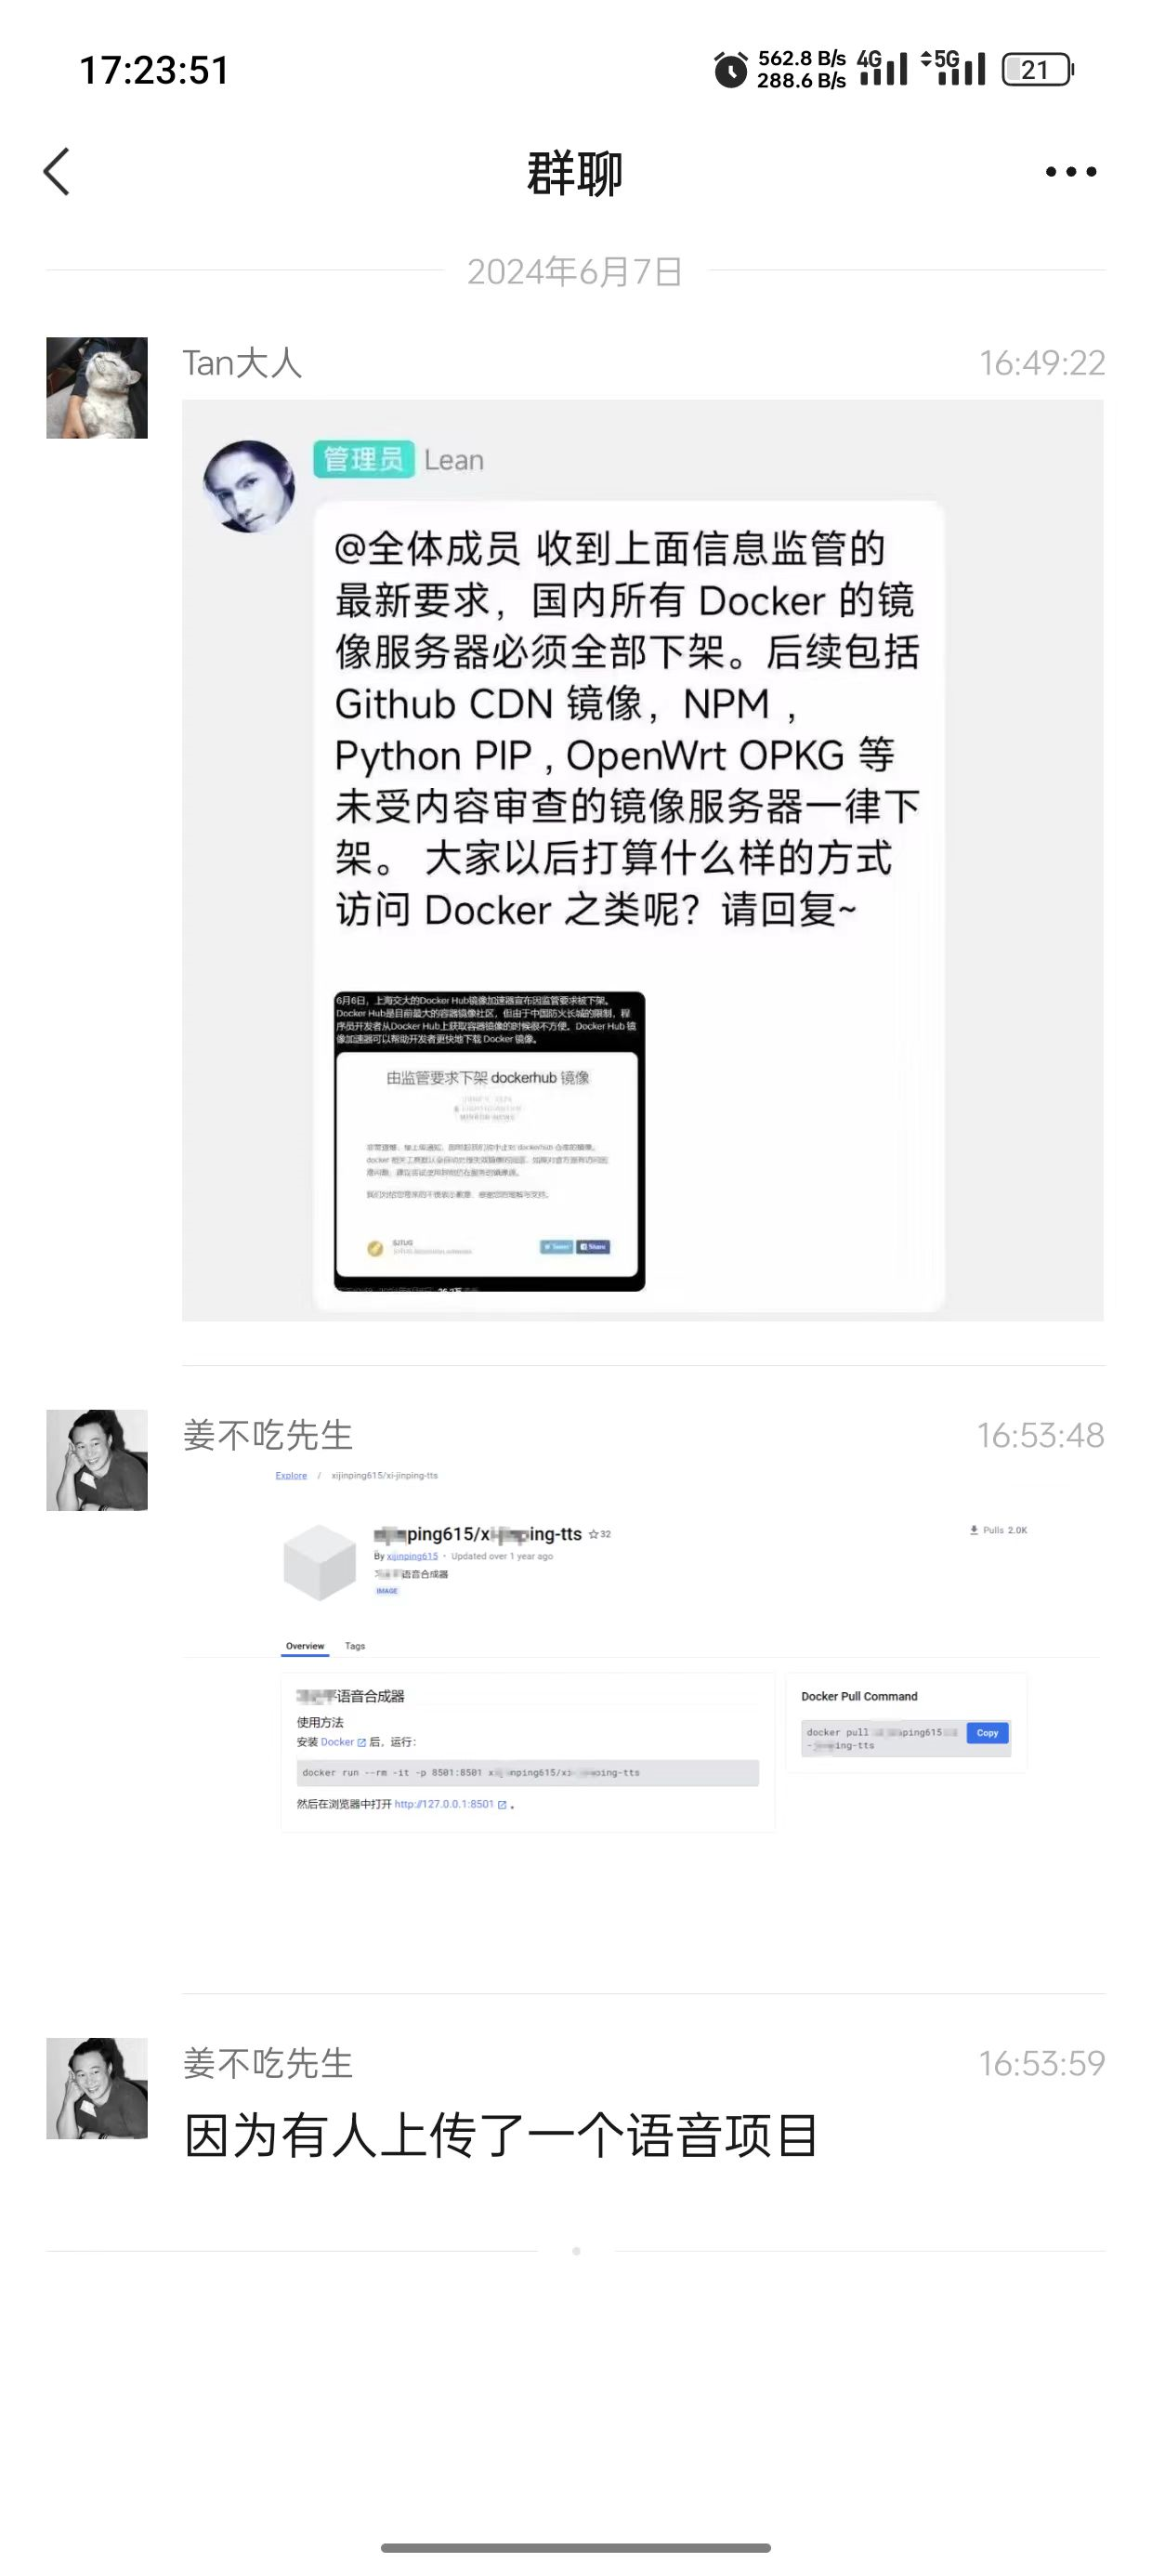 17:23:51
562.8 B/s
288.6 B/s
4G
5G
21
群聊
2024年6月7日
Tan大人
16:49:22
管理员 Lean
@全体成员 收到上面信息监管的
最新要求，国内所有 Docker 的镜
像服务器必须全部下架。后续包括
Github CDN 镜像，NPM ，
Python PIP , OpenWrt OPKG 等
未受内容审查的镜像服务器一律下
架。 大家以后打算什么样的方式
访问 Docker 之类呢？请回复~
6月6日，上海交大的Docker Hub镜像加速器宣布因监管要求被下架。
Docker Hub是目前最大的容器镜像社区，但由于中国防火长城的限制，程
序员开发者从Docker Hub上获取容器镜像的时候很不方便。Docker Hub 镜
像加速器可以帮助开发者更快地下载 Docker 镜像。
由监管要求下架 dockerhub 镜像
SJTUG
Tweet
Share
姜不吃先生
16:53:48
Explore / xijinping615/xi-jinping-tts
ping615/xi ing-tts ☆32
Pulls 2.0K
By xijinping615 · Updated over 1 year ago
语音合成器
IMAGE
Overview
Tags
语音合成器
使用方法
安装 Docker 后，运行：
docker run --rm -it -p 8501:8501 x nping615/xi ping-tts
然后在浏览器中打开 http://127.0.0.1:8501 。
Docker Pull Command
docker pull ping615
- ing-tts
Copy
姜不吃先生
16:53:59
因为有人上传了一个语音项目